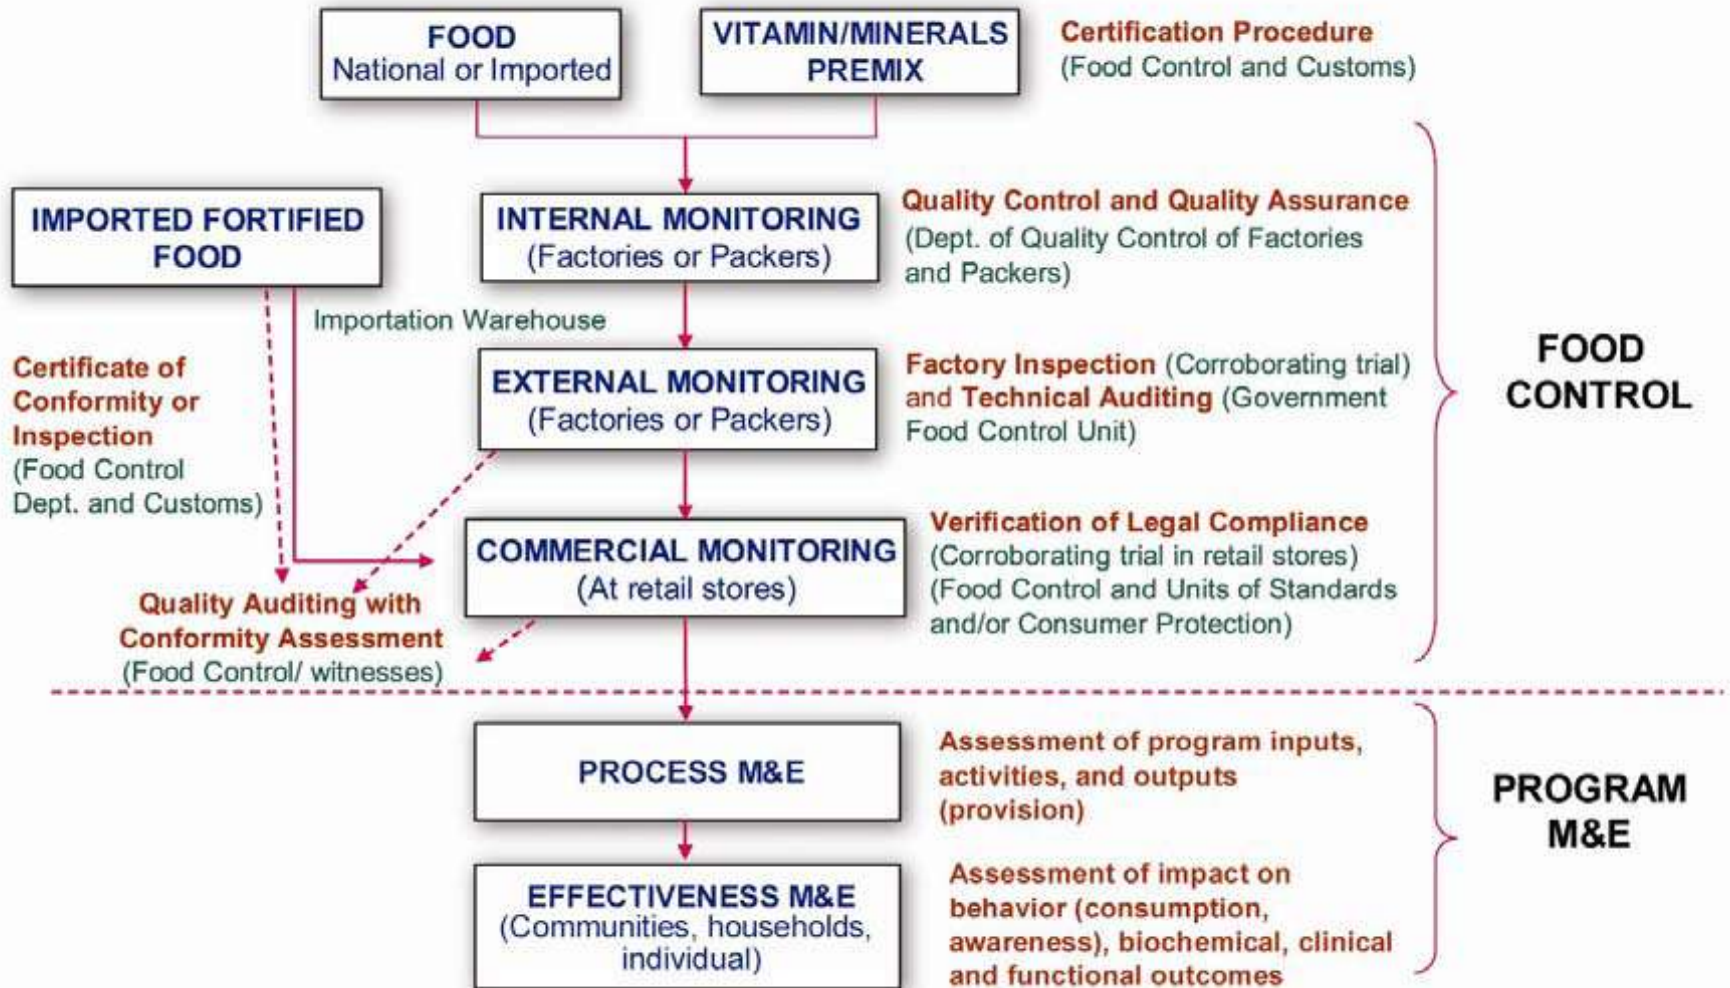 FOOD
National or Imported
VITAMIN/MINERALS
PREMIX
Certification Procedure
(Food Control and Customs)
IMPORTED FORTIFIED
FOOD
INTERNAL MONITORING
(Factories or Packers)
Quality Control and Quality Assurance
(Dept. of Quality Control of Factories
and Packers)
Importation Warehouse
Certificate of
Conformity or
Inspection
(Food Control
Dept. and Customs)
EXTERNAL MONITORING
(Factories or Packers)
Factory Inspection (Corroborating trial)
and Technical Auditing (Government
Food Control Unit)
FOOD
CONTROL
COMMERCIAL MONITORING
(At retail stores)
Verification of Legal Compliance
(Corroborating trial in retail stores)
(Food Control and Units of Standards
and/or Consumer Protection)
Quality Auditing with
Conformity Assessment
(Food Control/ witnesses)
PROCESS M&E
Assessment of program inputs,
activities, and outputs
(provision)
PROGRAM
M&E
EFFECTIVENESS M&E
(Communities, households,
individual)
Assessment of impact on
behavior (consumption,
awareness), biochemical, clinical
and functional outcomes